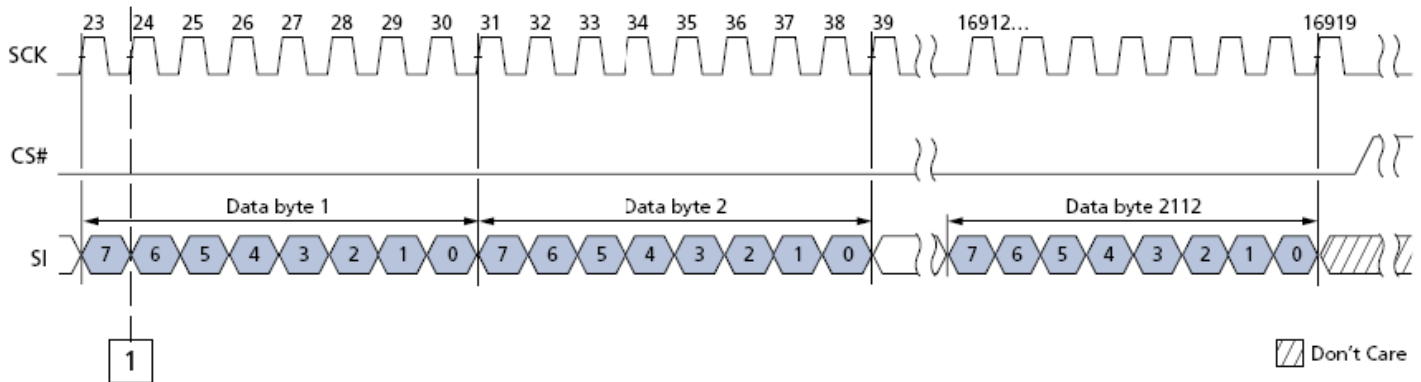 23 24 25 26 27 28 29 30 31 32 33 34 35 36 37 38 39 16912... 16919
SCK
CS#
Data byte 1 Data byte 2 Data byte 2112
SI 7 6 5 4 3 2 1 0 7 6 5 4 3 2 1 0 7 6 5 4 3 2 1 0
1
Don't Care